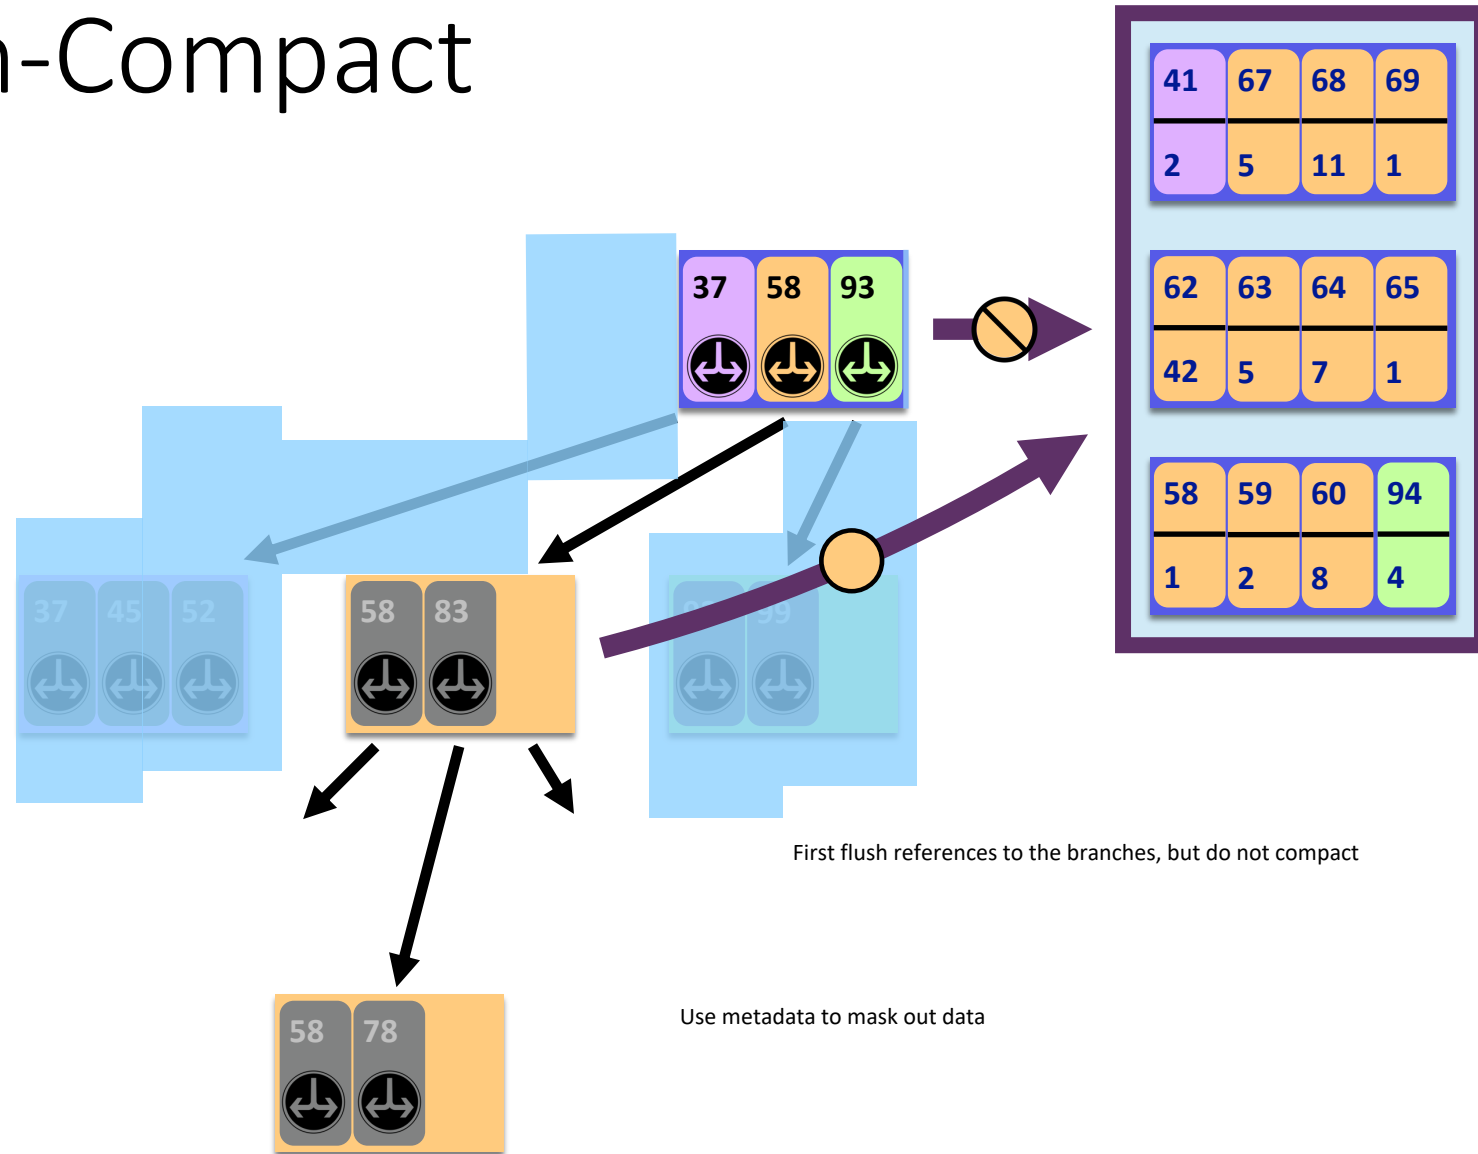 n-Compact
41 67 68 69
2 5 11 1
37 58 93
62 63 64 65
42 5 7 1
58 59 60 94
1 2 8 4
37 45 52
58 83
99
First flush references to the branches, but do not compact
Use metadata to mask out data
58 78